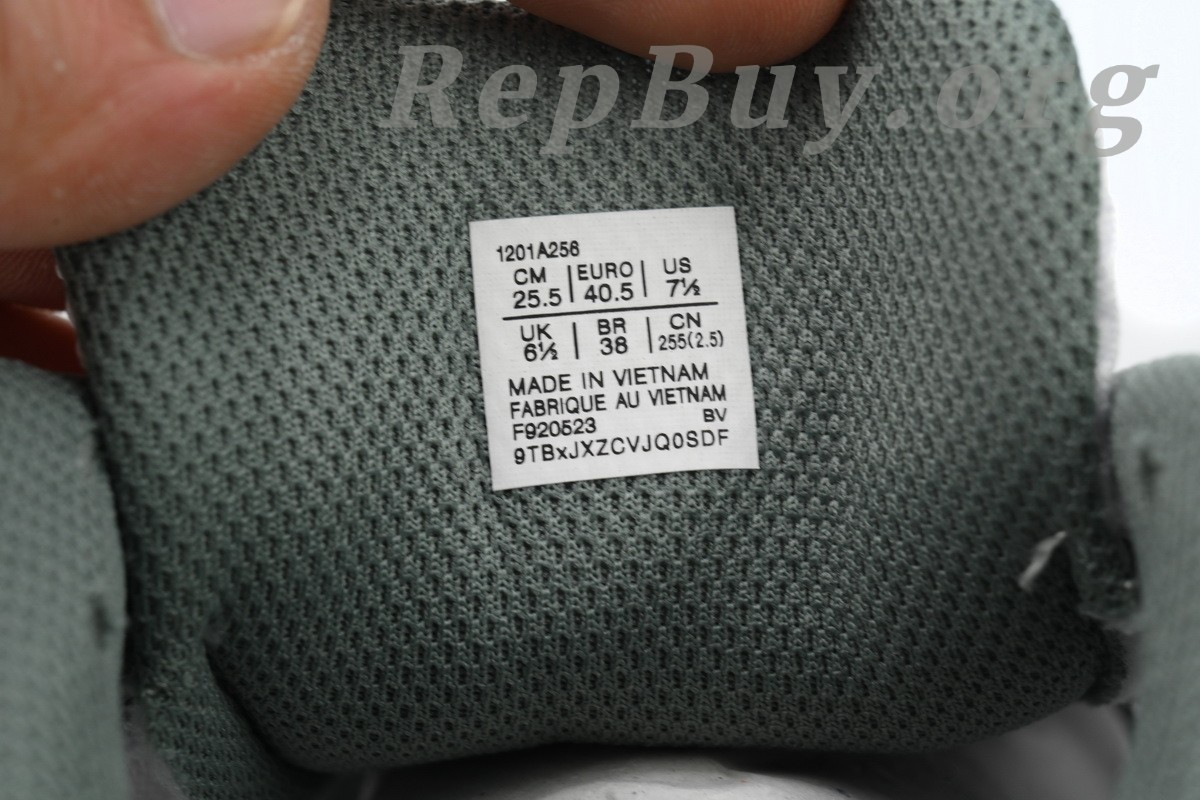 RepBuy.org
1201A256
CM EURO US
25.5 40.5 7½
UK BR CN
6½ 38 255(2.5)
MADE IN VIETNAM
FABRIQUE AU VIETNAM
F920523 BV
9TBxJXZCVJQ0SDF